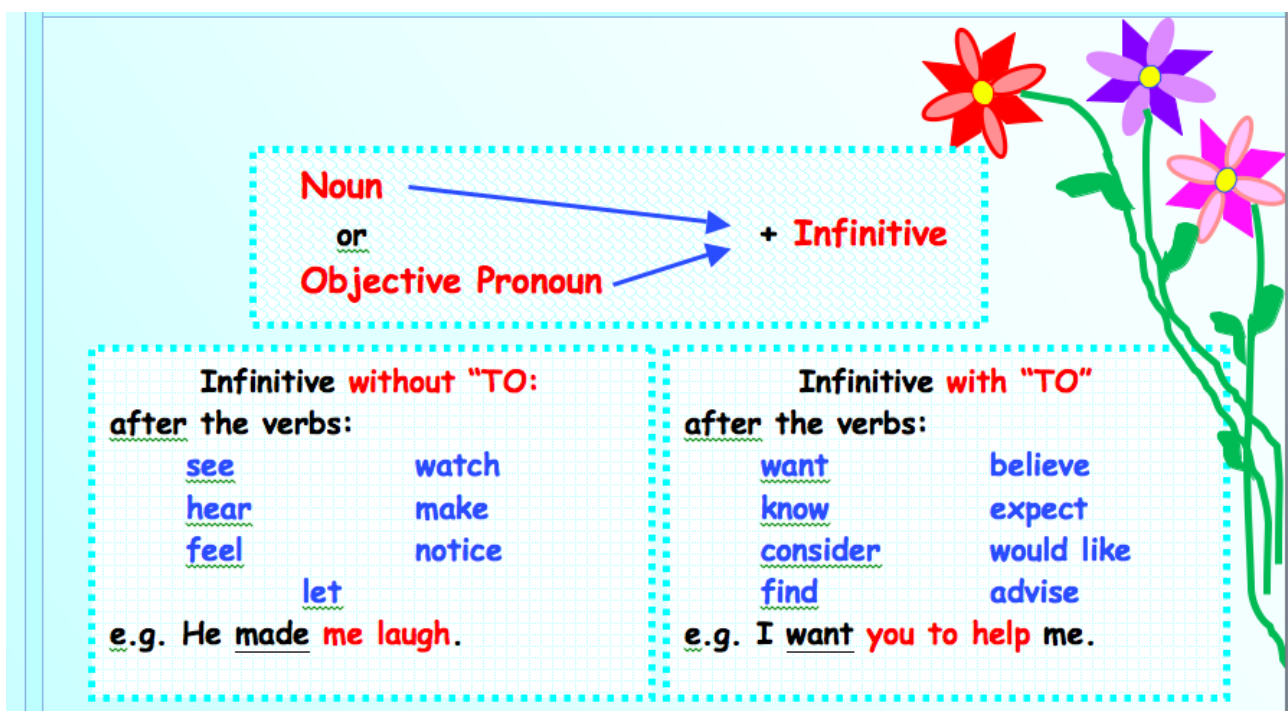 Noun
or
+ Infinitive
Objective Pronoun
Infinitive without “TO:
after the verbs:
see watch
hear make
feel notice
let
e.g. He made me laugh.
Infinitive with “TO”
after the verbs:
want believe
know expect
consider would like
find advise
e.g. I want you to help me.